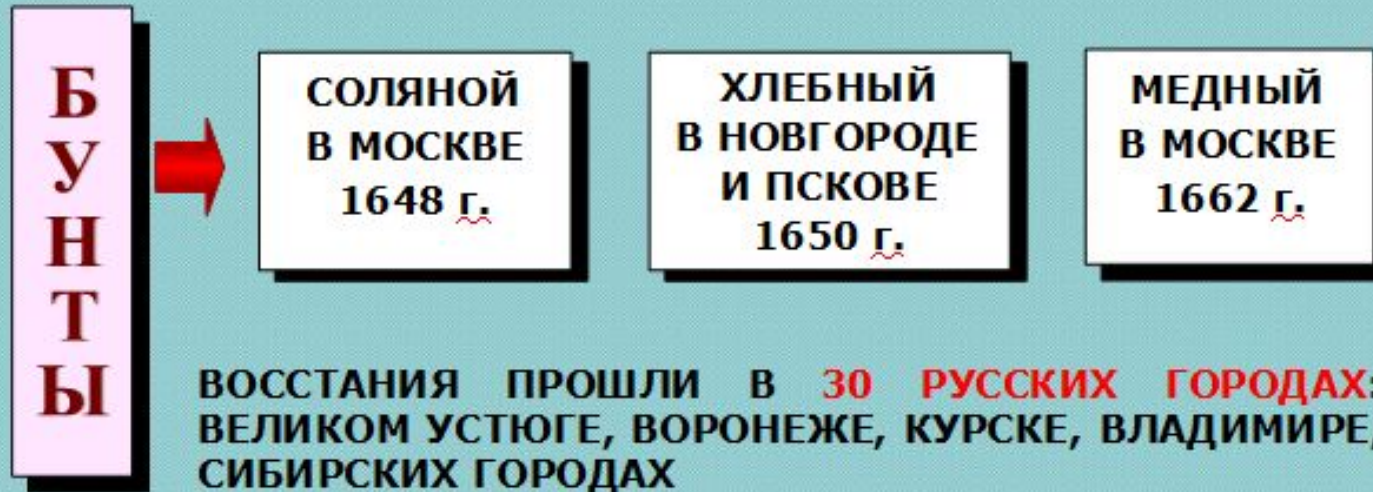 БУНТЫ
СОЛЯНОЙ
В МОСКВЕ
1648 г.
ХЛЕБНЫЙ
В НОВГОРОДЕ
И ПСКОВЕ
1650 г.
МЕДНЫЙ
В МОСКВЕ
1662 г.
ВОССТАНИЯ ПРОШЛИ В 30 РУССКИХ ГОРОДАХ:
ВЕЛИКОМ УСТЮГЕ, ВОРОНЕЖЕ, КУРСКЕ, ВЛАДИМИРЕ,
СИБИРСКИХ ГОРОДАХ